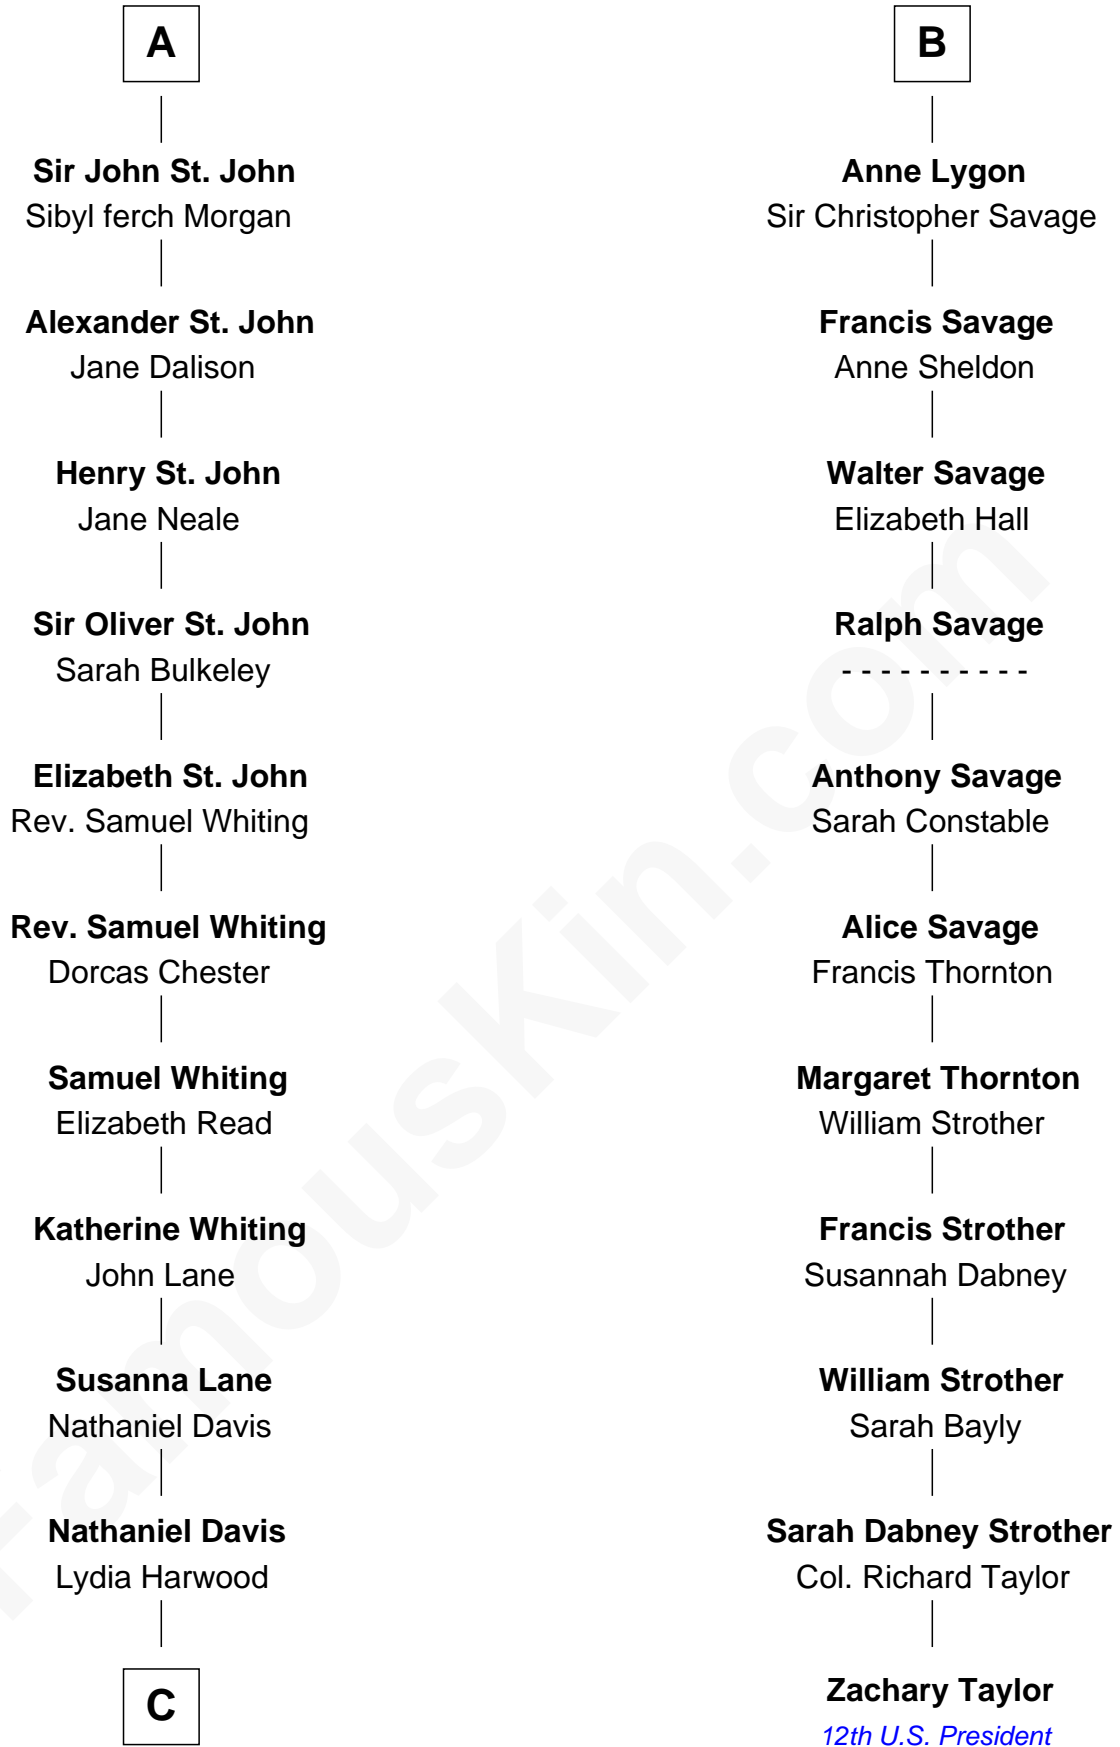 A
Sir John St. John
Sibyl ferch Morgan
Alexander St. John
Jane Dalison
Henry St. John
Jane Neale
Sir Oliver St. John
Sarah Bulkeley
Elizabeth St. John
Rev. Samuel Whiting
Rev. Samuel Whiting
Dorcas Chester
Samuel Whiting
Elizabeth Read
Katherine Whiting
John Lane
Susanna Lane
Nathaniel Davis
Nathaniel Davis
Lydia Harwood
C
B
Anne Lygon
Sir Christopher Savage
Francis Savage
Anne Sheldon
Walter Savage
Elizabeth Hall
Ralph Savage
- - - - - - - - - -
Anthony Savage
Sarah Constable
Alice Savage
Francis Thornton
Margaret Thornton
William Strother
Francis Strother
Susannah Dabney
William Strother
Sarah Bayly
Sarah Dabney Strother
Col. Richard Taylor
Zachary Taylor
12th U.S. President
FamousKin.com